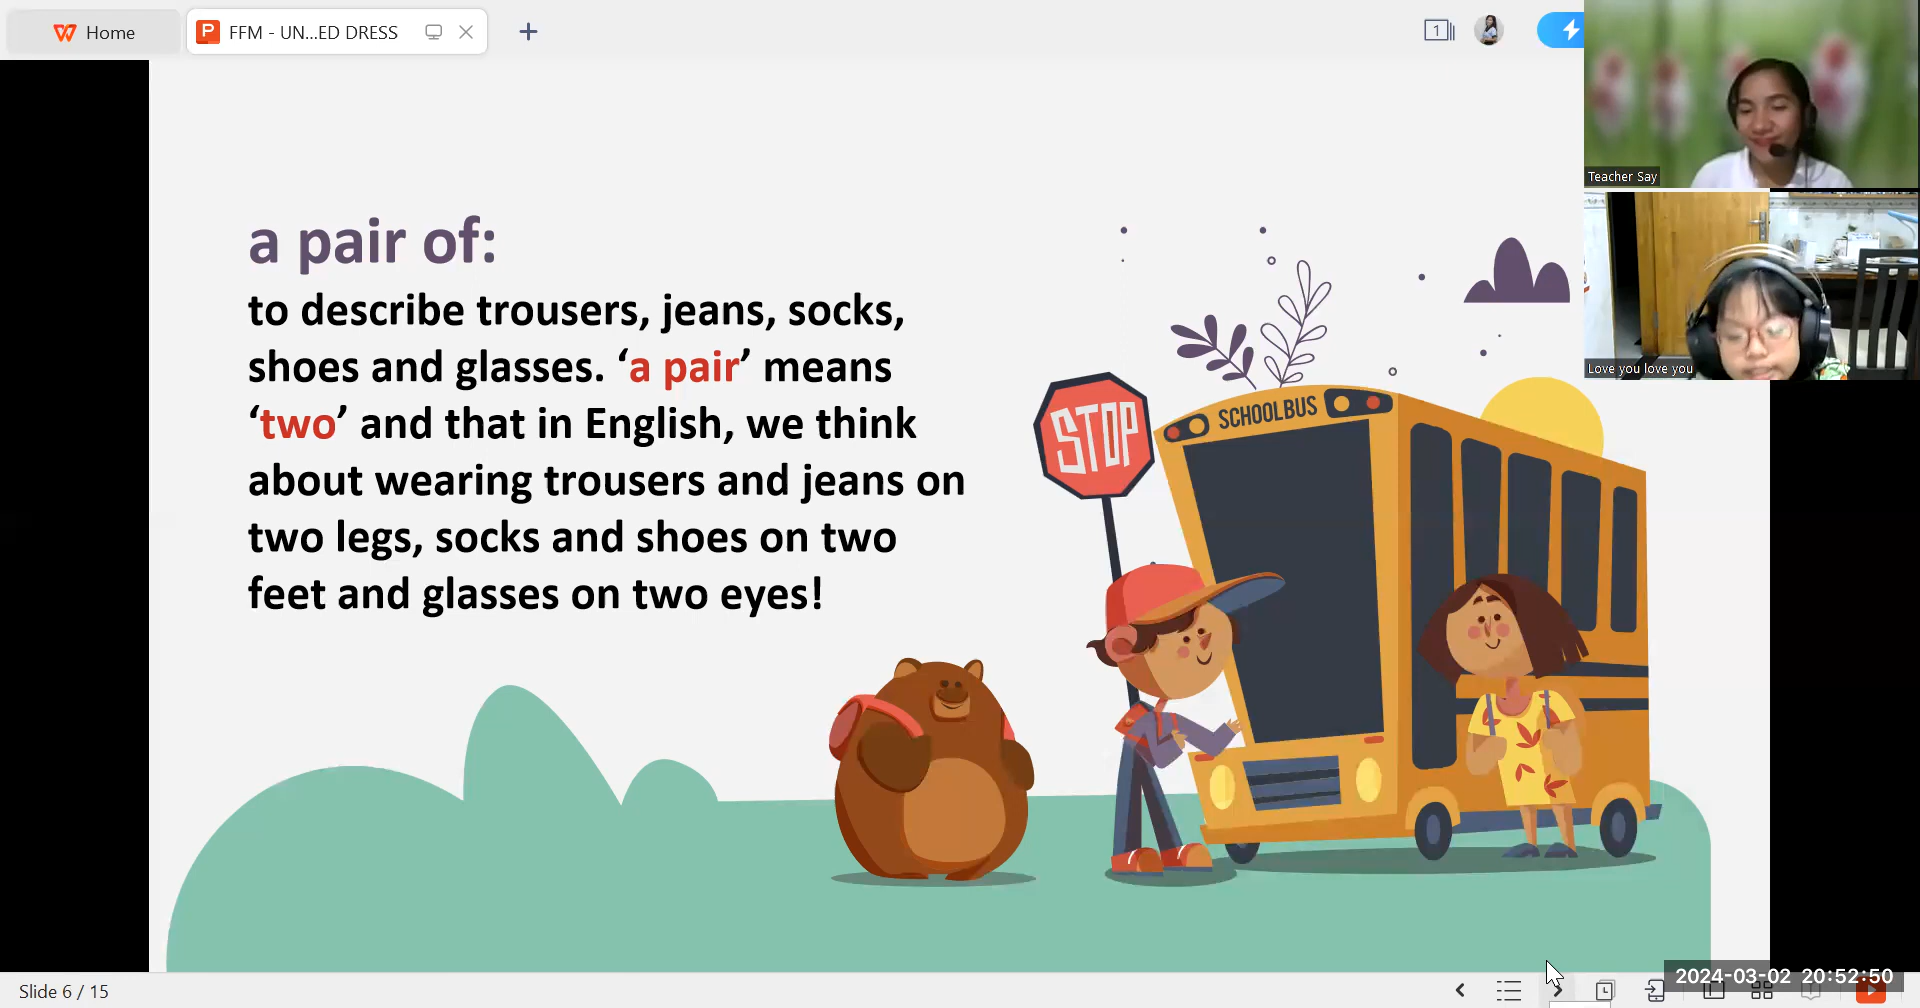 Home
FFM - UN...ED DRESS
1
Teacher Say
Love you love you
a pair of:
to describe trousers, jeans, socks,
shoes and glasses. ‘a pair’ means
‘two’ and that in English, we think
about wearing trousers and jeans on
two legs, socks and shoes on two
feet and glasses on two eyes!
STOP
SCHOOLBUS
Slide 6 / 15
2024-03-02 20:52:50